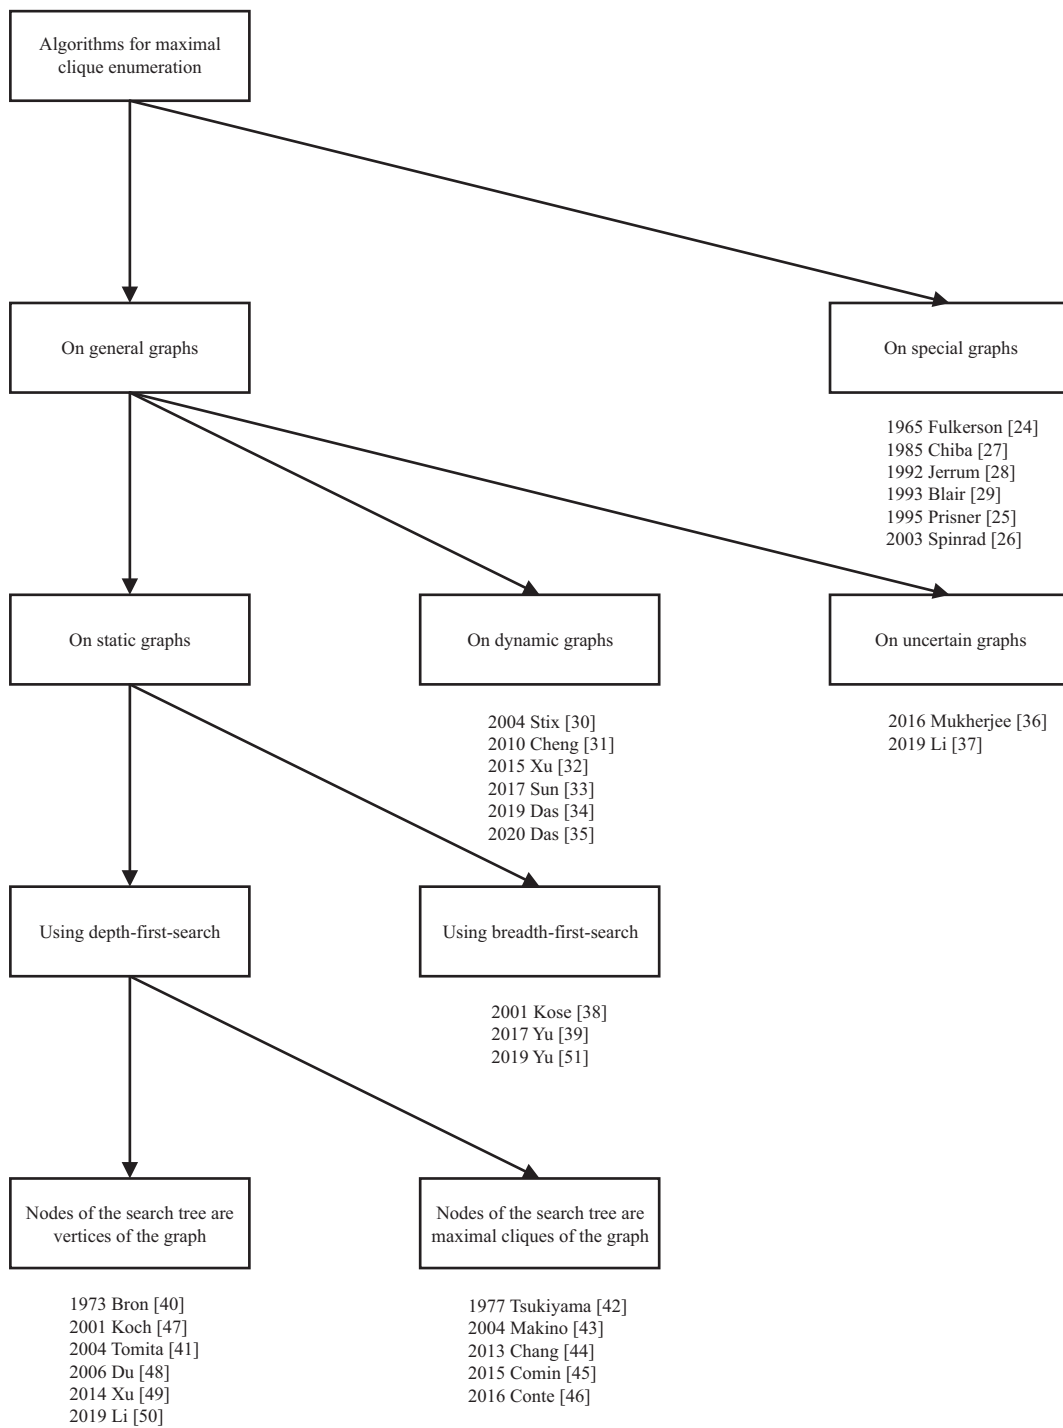 Algorithms for maximal
clique enumeration
On general graphs
On special graphs
1965 Fulkerson [24]
1985 Chiba [27]
1992 Jerrum [28]
1993 Blair [29]
1995 Prisner [25]
2003 Spinrad [26]
On static graphs
On dynamic graphs
On uncertain graphs
2004 Stix [30]
2010 Cheng [31]
2015 Xu [32]
2017 Sun [33]
2019 Das [34]
2020 Das [35]
2016 Mukherjee [36]
2019 Li [37]
Using depth-first-search
Using breadth-first-search
2001 Kose [38]
2017 Yu [39]
2019 Yu [51]
Nodes of the search tree are
vertices of the graph
Nodes of the search tree are
maximal cliques of the graph
1973 Bron [40]
2001 Koch [47]
2004 Tomita [41]
2006 Du [48]
2014 Xu [49]
2019 Li [50]
1977 Tsukiyama [42]
2004 Makino [43]
2013 Chang [44]
2015 Comin [45]
2016 Conte [46]